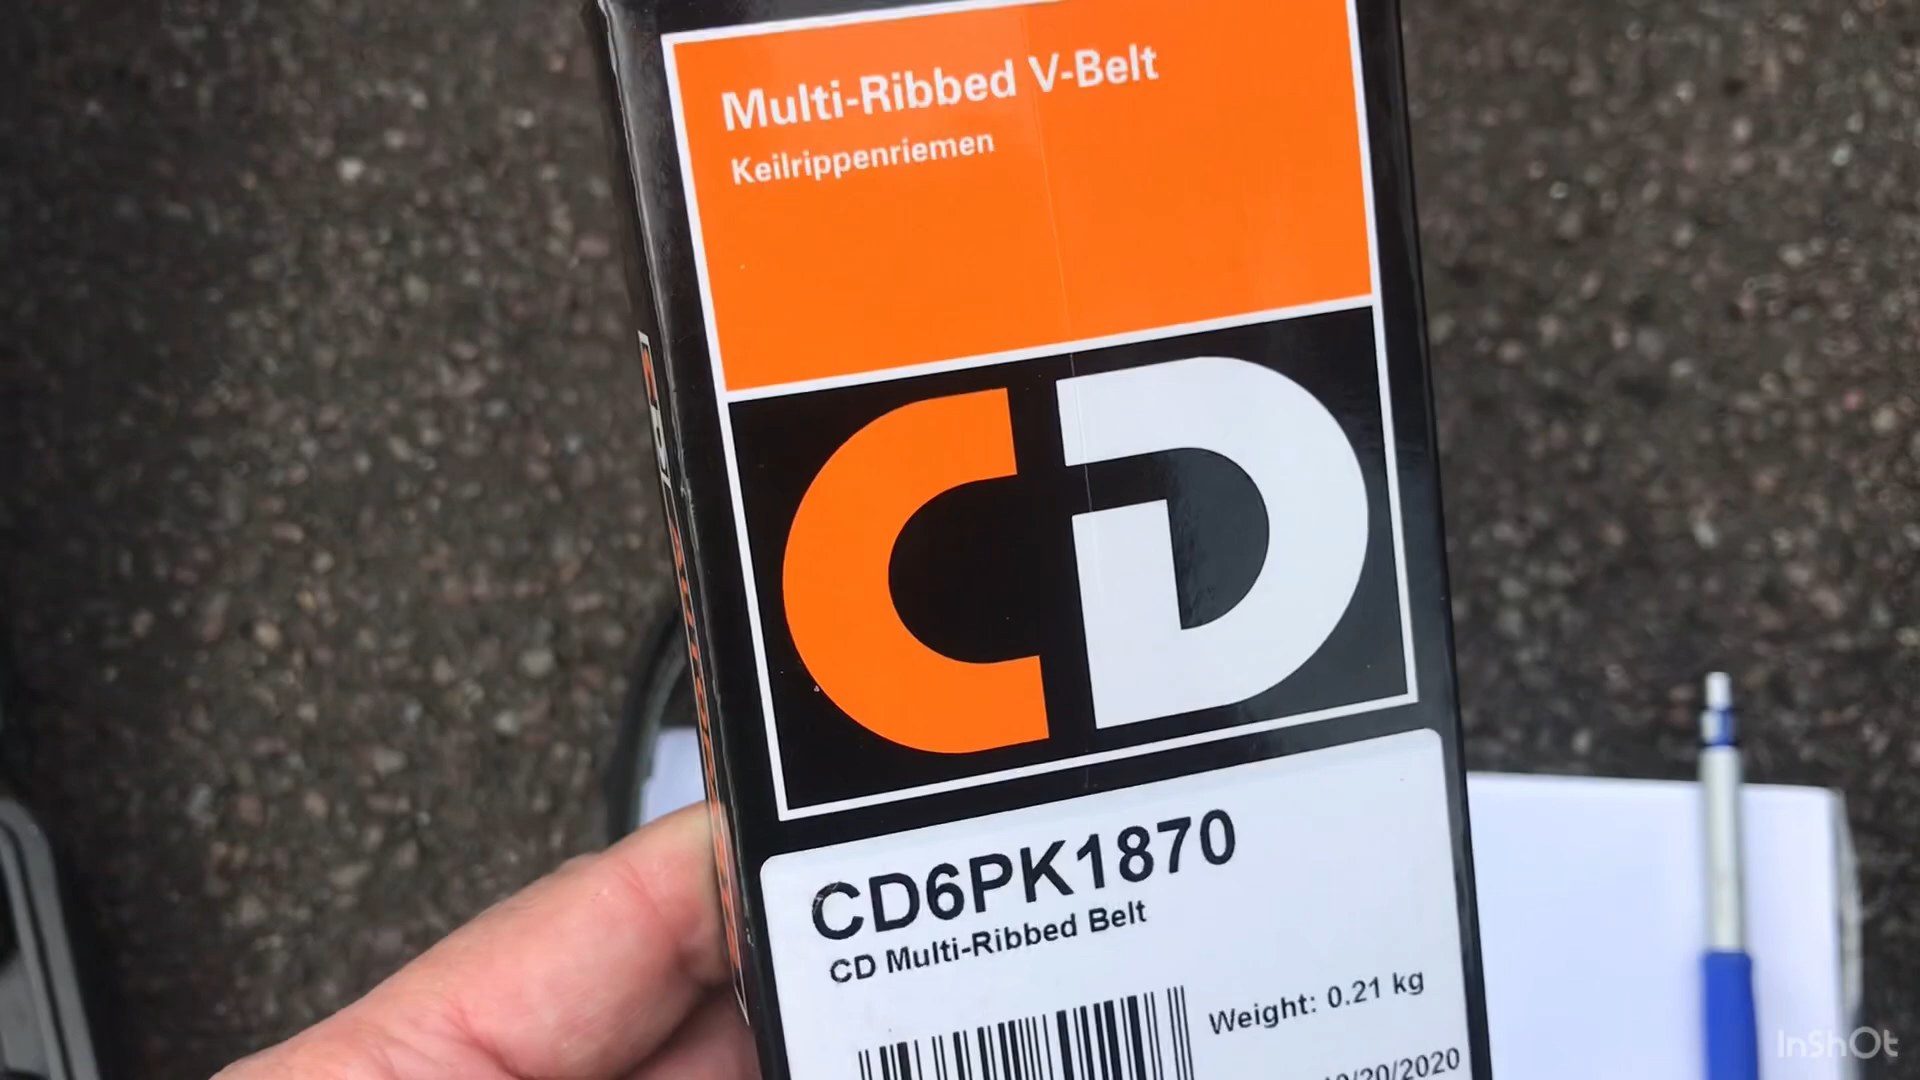 Multi-Ribbed V-Belt
Keilrippenriemen
CD
CD6PK1870
CD Multi-Ribbed Belt
Weight: 0.21 kg
InShOt